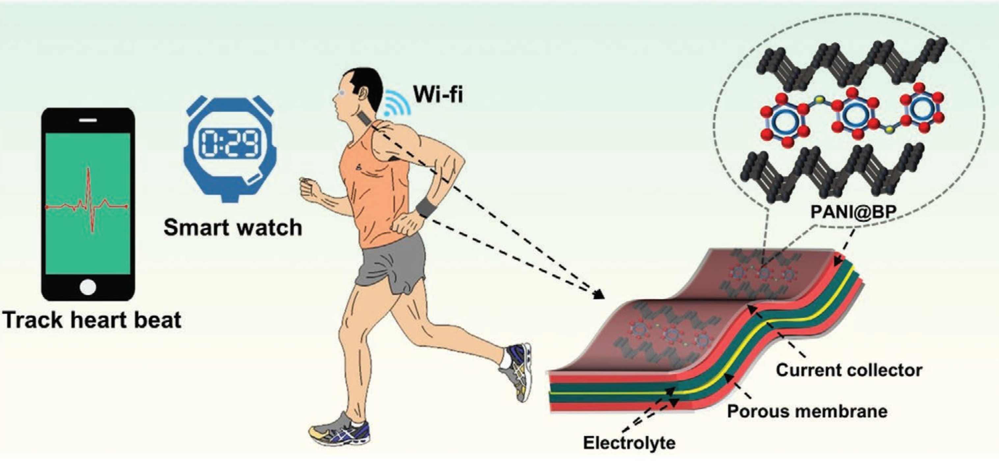 Wi-fi
0:29
Smart watch
Track heart beat
PANI@BP
Current collector
Porous membrane
Electrolyte